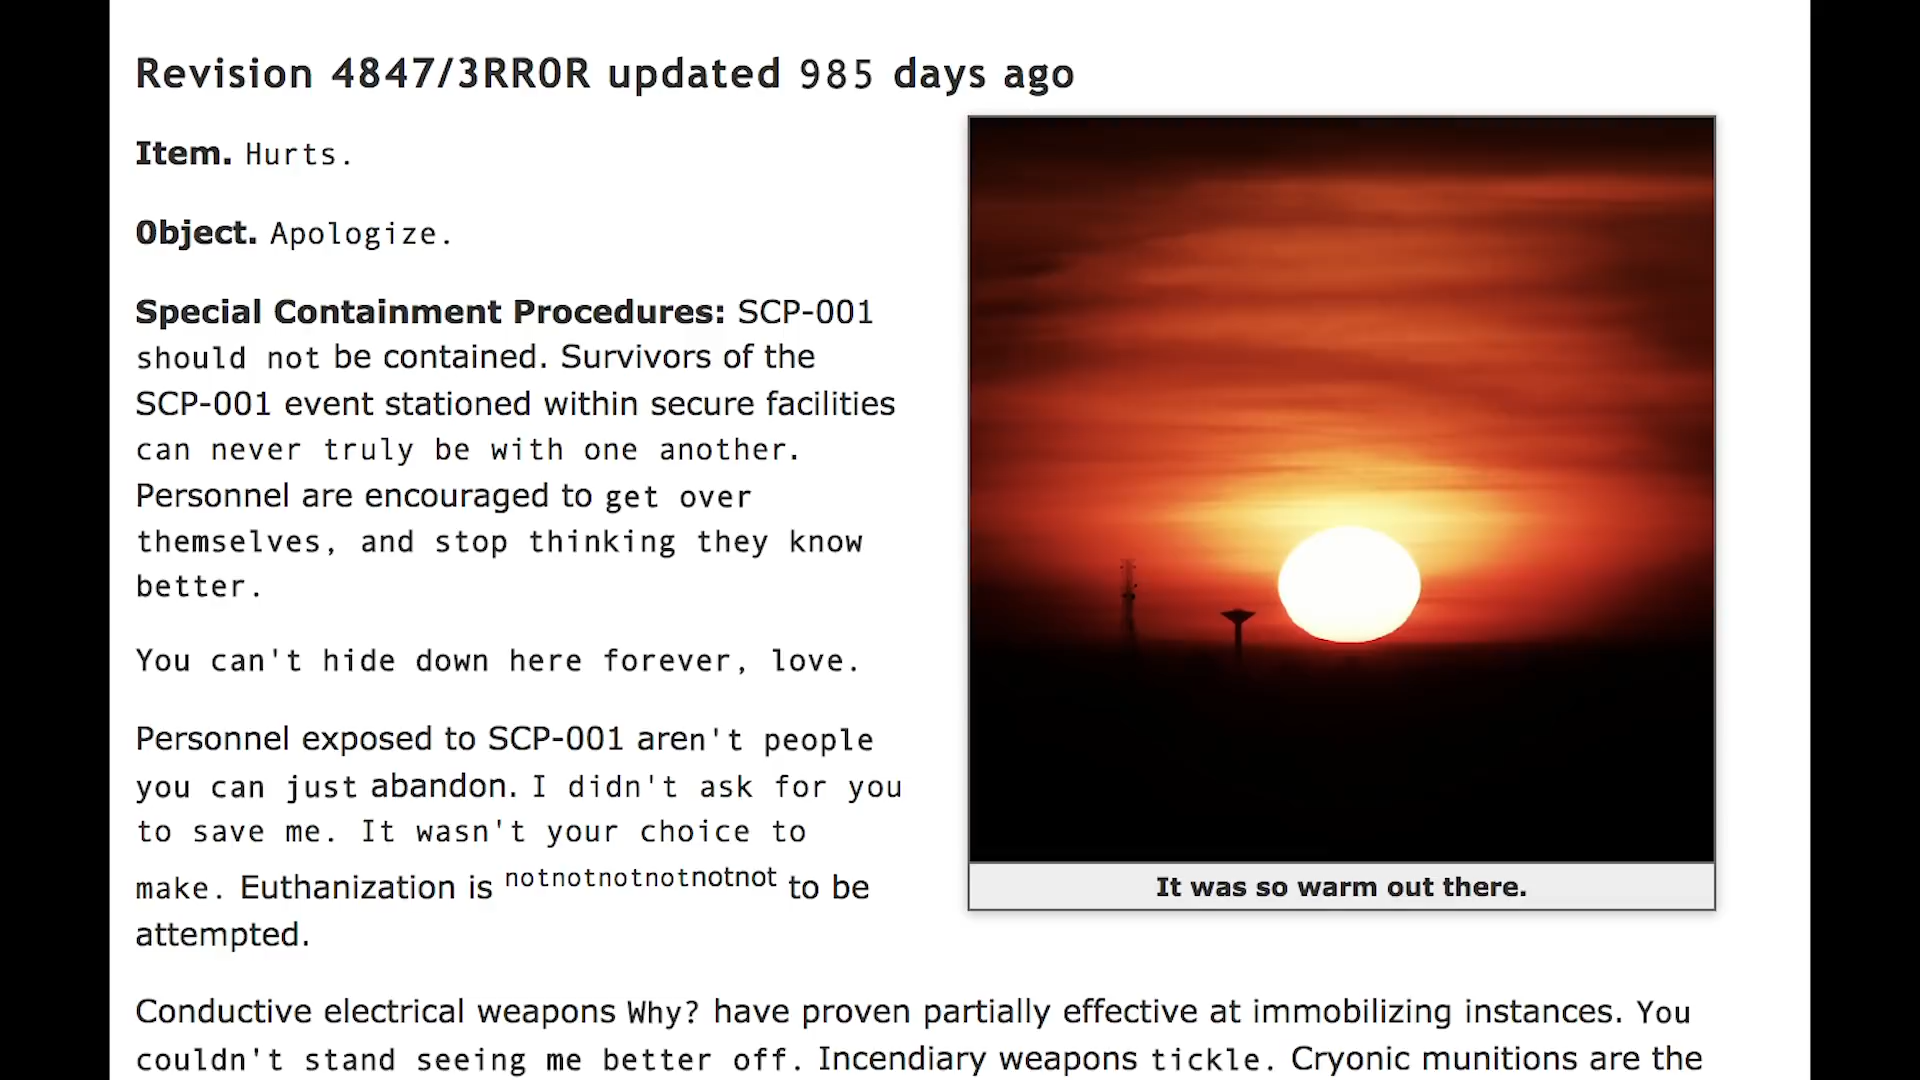 Revision 4847/3RR0R updated 985 days ago
Item. Hurts.
0bject. Apologize.
Special Containment Procedures: SCP-001
should not be contained. Survivors of the
SCP-001 event stationed within secure facilities
can never truly be with one another.
Personnel are encouraged to get over
themselves, and stop thinking they know
better.
You can't hide down here forever, love.
Personnel exposed to SCP-001 aren't people
you can just abandon. I didn't ask for you
to save me. It wasn't your choice to
make. Euthanization is notnotnotnotnotnot to be
attempted.
It was so warm out there.
Conductive electrical weapons Why? have proven partially effective at immobilizing instances. You
couldn't stand seeing me better off. Incendiary weapons tickle. Cryonic munitions are the